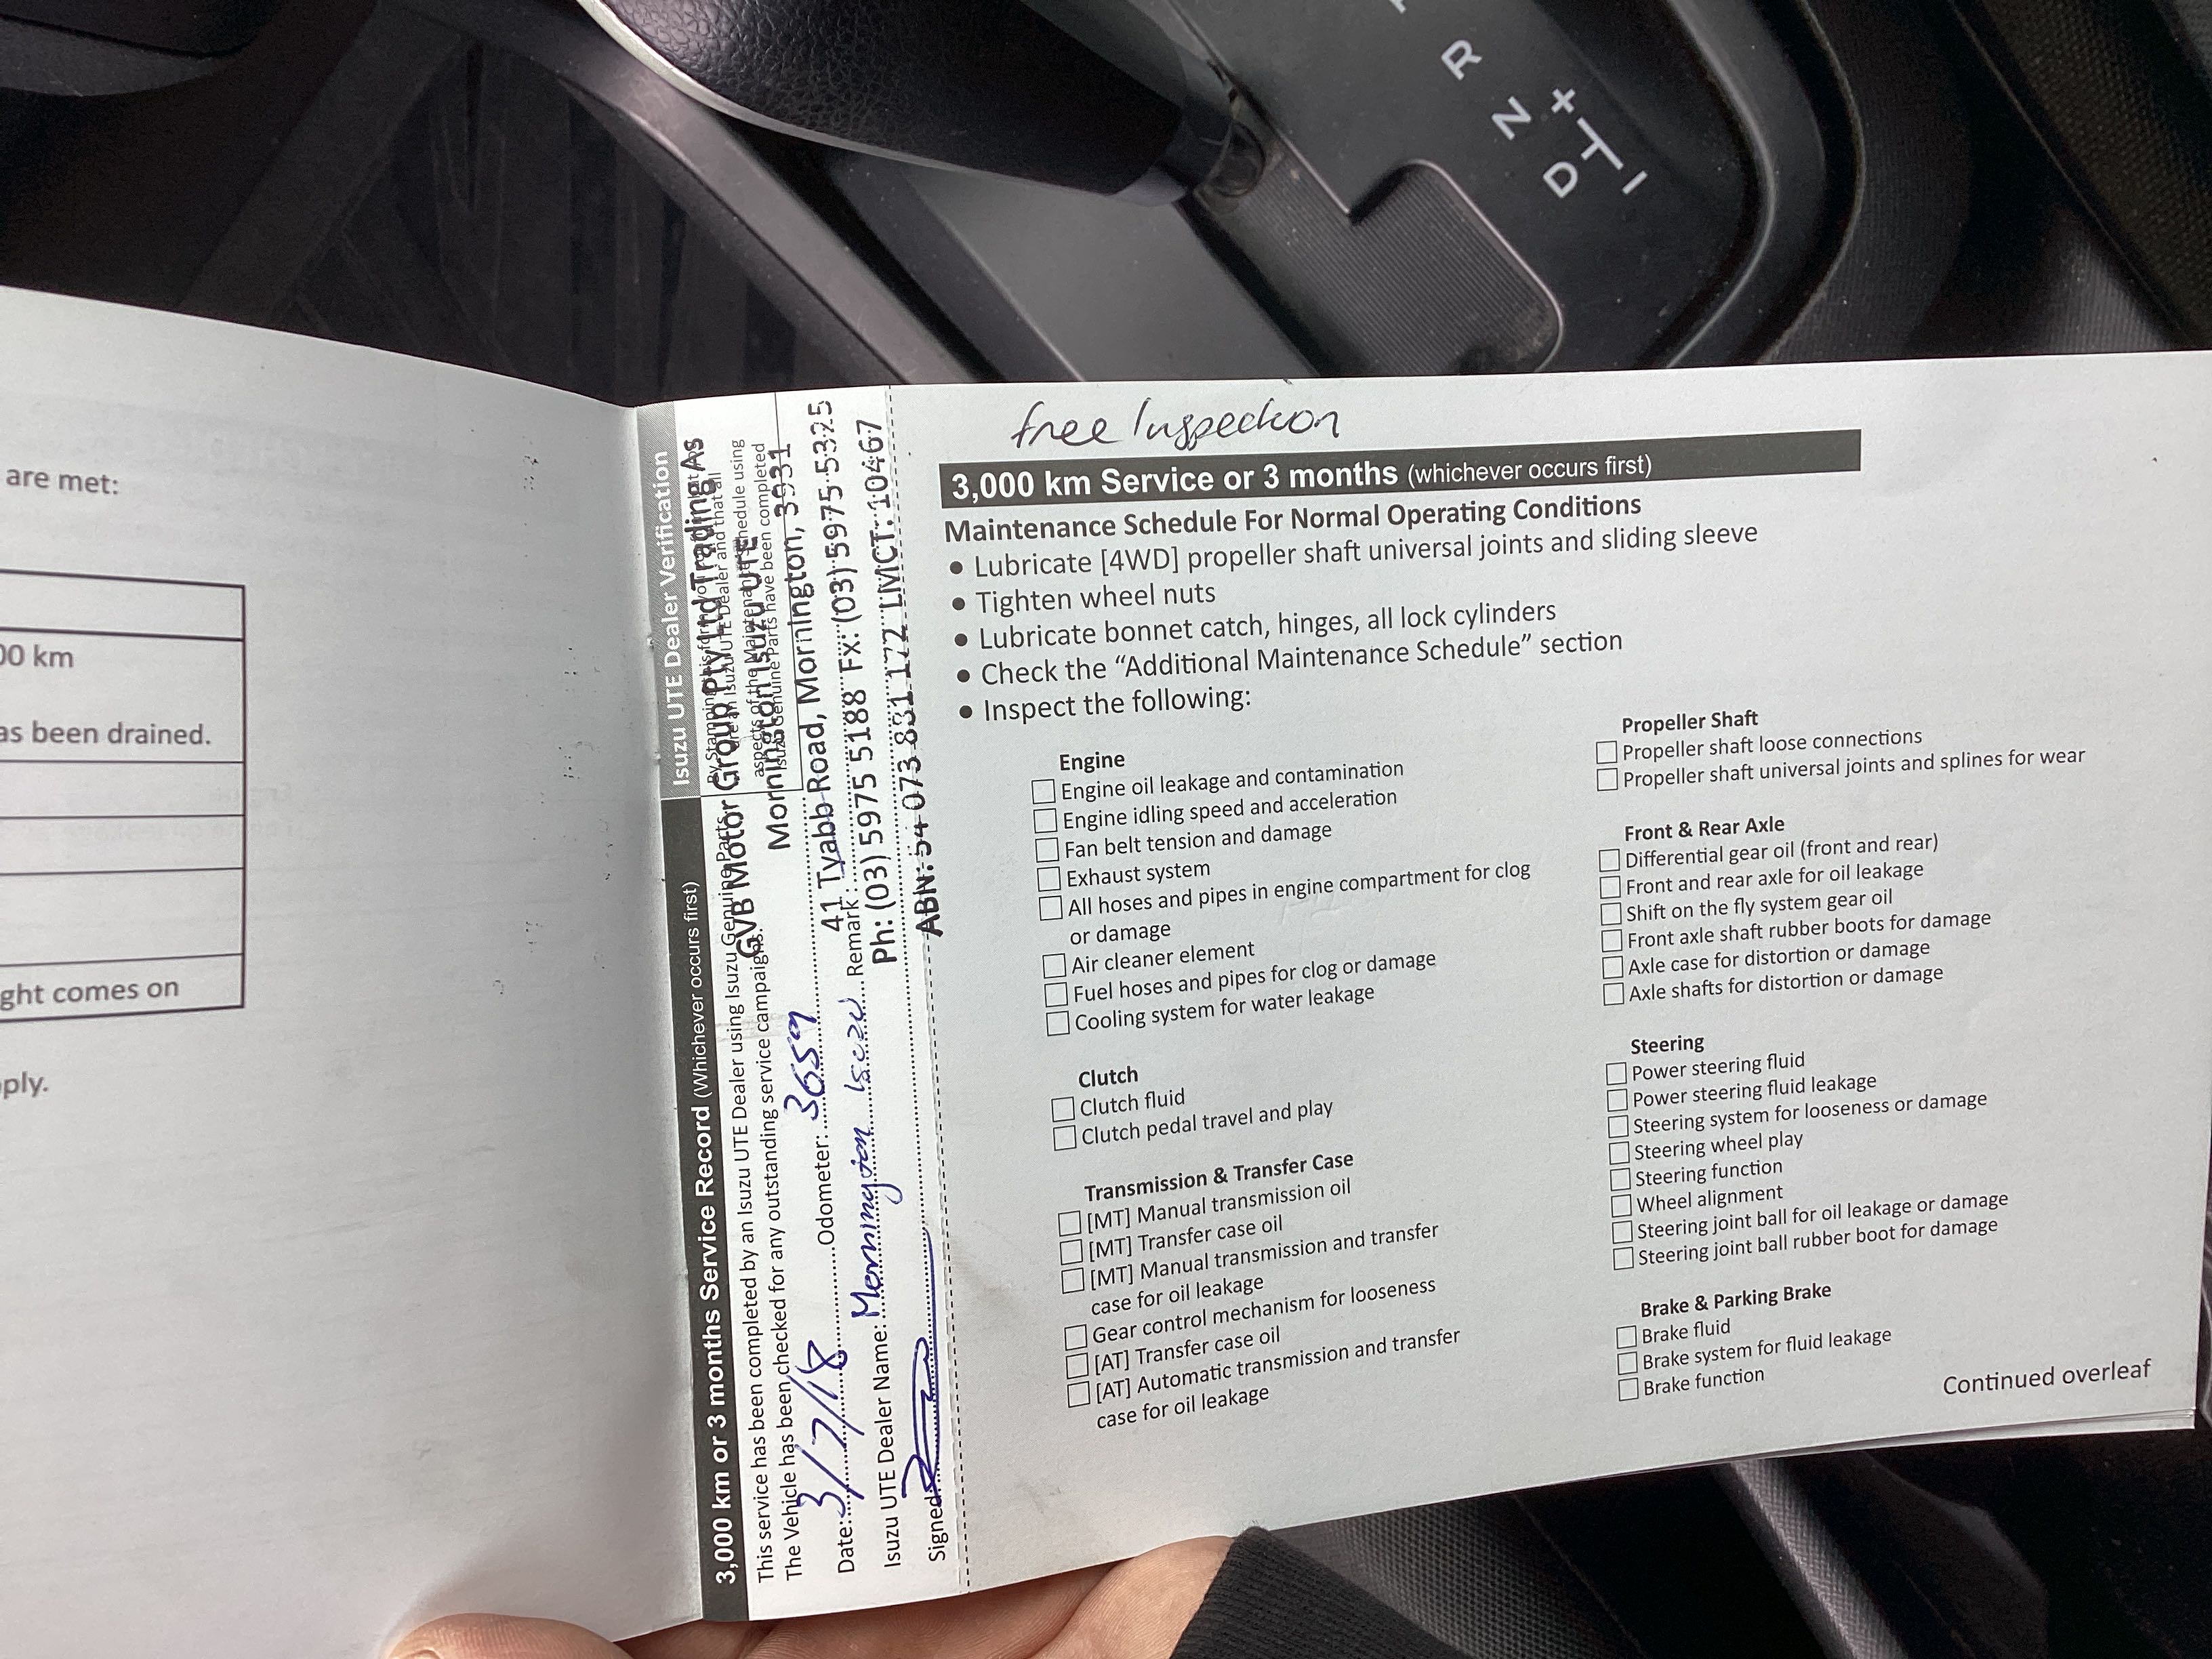 R
N
D
+
are met:
00 km
as been drained.
ght comes on
ply.
Isuzu UTE Dealer Verification
aspects of the Maintenance Schedule using
Isuzu Genuine Parts have been completed
GVB Motor Group Pty Ltd Trading As
Mornington Isuzu UTE
41 Tyabb Road, Mornington, 3931
Ph: (03) 5975 5188 FX: (03) 5975 5325
ABN: 54 073 831 172 LMCT: 10467
3,000 km or 3 months Service Record (Whichever occurs first)
This service has been completed by an Isuzu UTE Dealer using Isuzu Genuine Parts.
The Vehicle has been checked for any outstanding service campaigns.
Date: 3/7/18 Odometer: 3659
Isuzu UTE Dealer Name: Mornington Isuzu Remark
Signed:
free Inspection
3,000 km Service or 3 months (whichever occurs first)
Maintenance Schedule For Normal Operating Conditions
• Lubricate [4WD] propeller shaft universal joints and sliding sleeve
• Tighten wheel nuts
• Lubricate bonnet catch, hinges, all lock cylinders
• Check the “Additional Maintenance Schedule” section
• Inspect the following:
Engine
Engine oil leakage and contamination
Engine idling speed and acceleration
Fan belt tension and damage
Exhaust system
All hoses and pipes in engine compartment for clog
or damage
Air cleaner element
Fuel hoses and pipes for clog or damage
Cooling system for water leakage
Clutch
Clutch fluid
Clutch pedal travel and play
Transmission & Transfer Case
[MT] Manual transmission oil
[MT] Transfer case oil
[MT] Manual transmission and transfer
case for oil leakage
Gear control mechanism for looseness
[AT] Transfer case oil
[AT] Automatic transmission and transfer
case for oil leakage
Propeller Shaft
Propeller shaft loose connections
Propeller shaft universal joints and splines for wear
Front & Rear Axle
Differential gear oil (front and rear)
Front and rear axle for oil leakage
Shift on the fly system gear oil
Front axle shaft rubber boots for damage
Axle case for distortion or damage
Axle shafts for distortion or damage
Steering
Power steering fluid
Power steering fluid leakage
Steering system for looseness or damage
Steering wheel play
Steering function
Wheel alignment
Steering joint ball for oil leakage or damage
Steering joint ball rubber boot for damage
Brake & Parking Brake
Brake fluid
Brake system for fluid leakage
Brake function
Continued overleaf